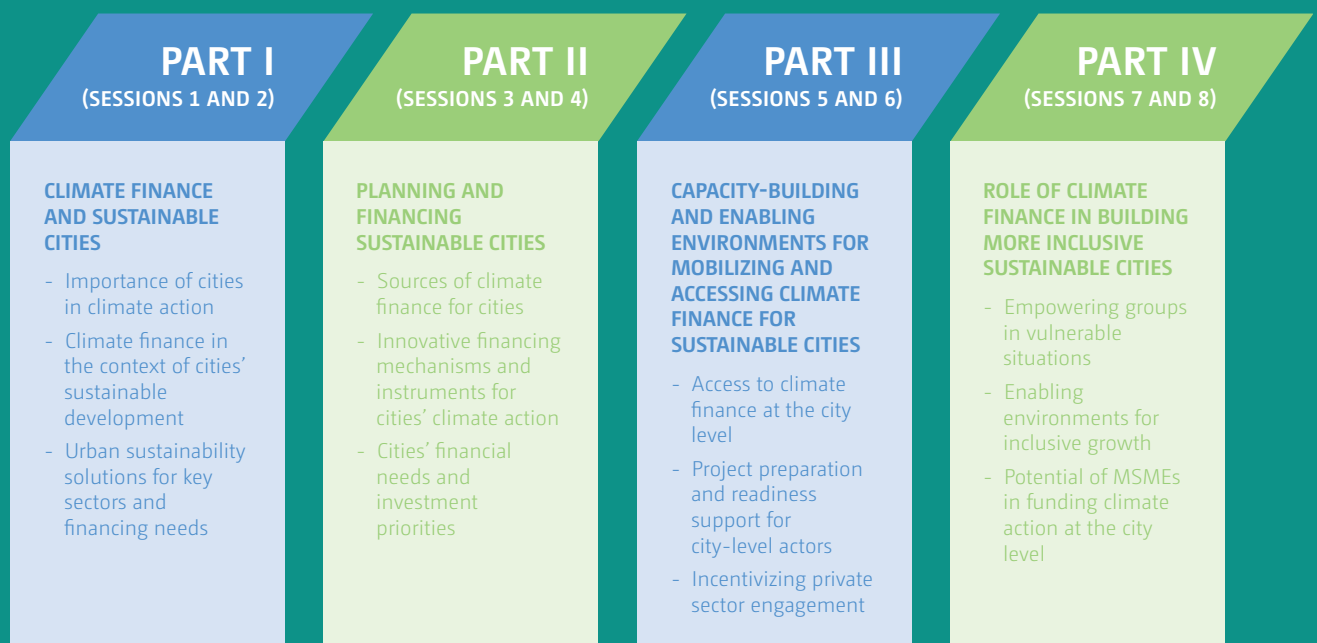 PART I
(SESSIONS 1 AND 2)
CLIMATE FINANCE
AND SUSTAINABLE
CITIES
- Importance of cities
in climate action
- Climate finance in
the context of cities’
sustainable
development
- Urban sustainability
solutions for key
sectors and
financing needs
PART II
(SESSIONS 3 AND 4)
PLANNING AND
FINANCING
SUSTAINABLE CITIES
- Sources of climate
finance for cities
- Innovative financing
mechanisms and
instruments for
cities’ climate action
- Cities’ financial
needs and
investment
priorities
PART III
(SESSIONS 5 AND 6)
CAPACITY-BUILDING
AND ENABLING
ENVIRONMENTS FOR
MOBILIZING AND
ACCESSING CLIMATE
FINANCE FOR
SUSTAINABLE CITIES
- Access to climate
finance at the city
level
- Project preparation
and readiness
support for
city-level actors
- Incentivizing private
sector engagement
PART IV
(SESSIONS 7 AND 8)
ROLE OF CLIMATE
FINANCE IN BUILDING
MORE INCLUSIVE
SUSTAINABLE CITIES
- Empowering groups
in vulnerable
situations
- Enabling
environments for
inclusive growth
- Potential of MSMEs
in funding climate
action at the city
level